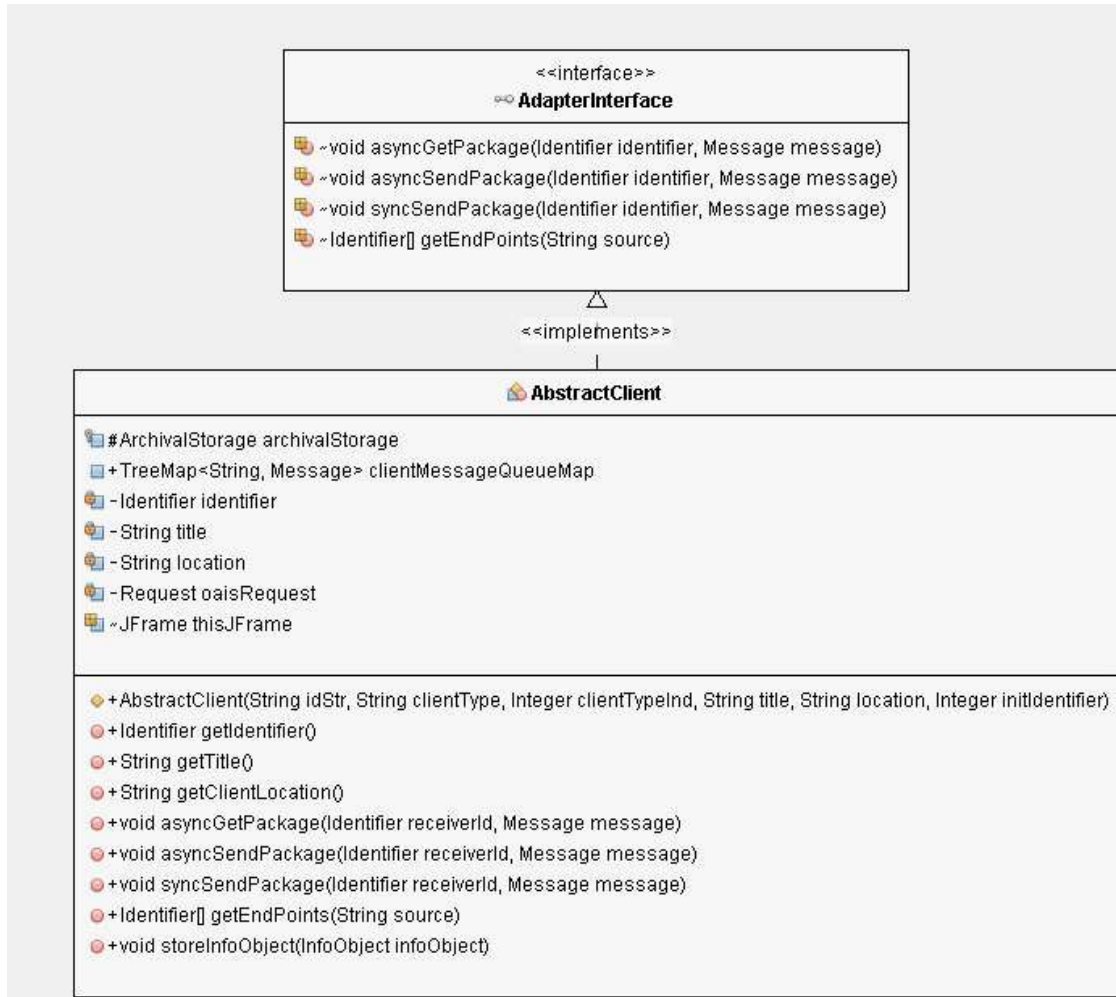 <<interface>>
AdapterInterface
~void asyncGetPackage(Identifier identifier, Message message)
~void asyncSendPackage(Identifier identifier, Message message)
~void syncSendPackage(Identifier identifier, Message message)
~Identifier[] getEndPoints(String source)
<<implements>>
AbstractClient
#ArchivalStorage archivalStorage
+TreeMap<String, Message> clientMessageQueueMap
-Identifier identifier
-String title
-String location
-Request oaisRequest
~JFrame thisJFrame
+AbstractClient(String idStr, String clientType, Integer clientTypeInd, String title, String location, Integer initIdentifier)
+Identifier getIdentifier()
+String getTitle()
+String getClientLocation()
+void asyncGetPackage(Identifier receiverId, Message message)
+void asyncSendPackage(Identifier receiverId, Message message)
+void syncSendPackage(Identifier receiverId, Message message)
+Identifier[] getEndPoints(String source)
+void storeInfoObject(InfoObject infoObject)